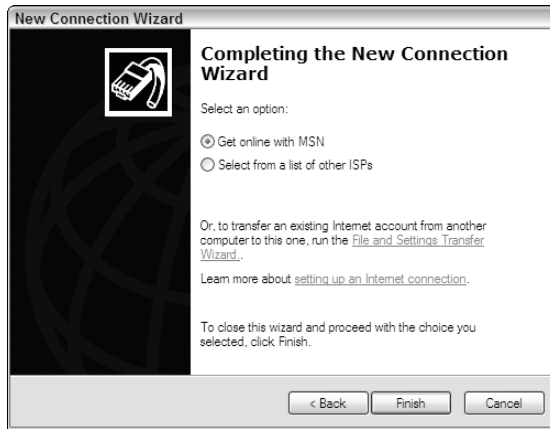 New Connection Wizard
Completing the New Connection
Wizard
Select an option:
Get online with MSN
Select from a list of other ISPs
Or, to transfer an existing Internet account from another
computer to this one, run the File and Settings Transfer
Wizard..
Learn more about setting up an Internet connection.
To close this wizard and proceed with the choice you
selected, click Finish.
< Back
Finish
Cancel